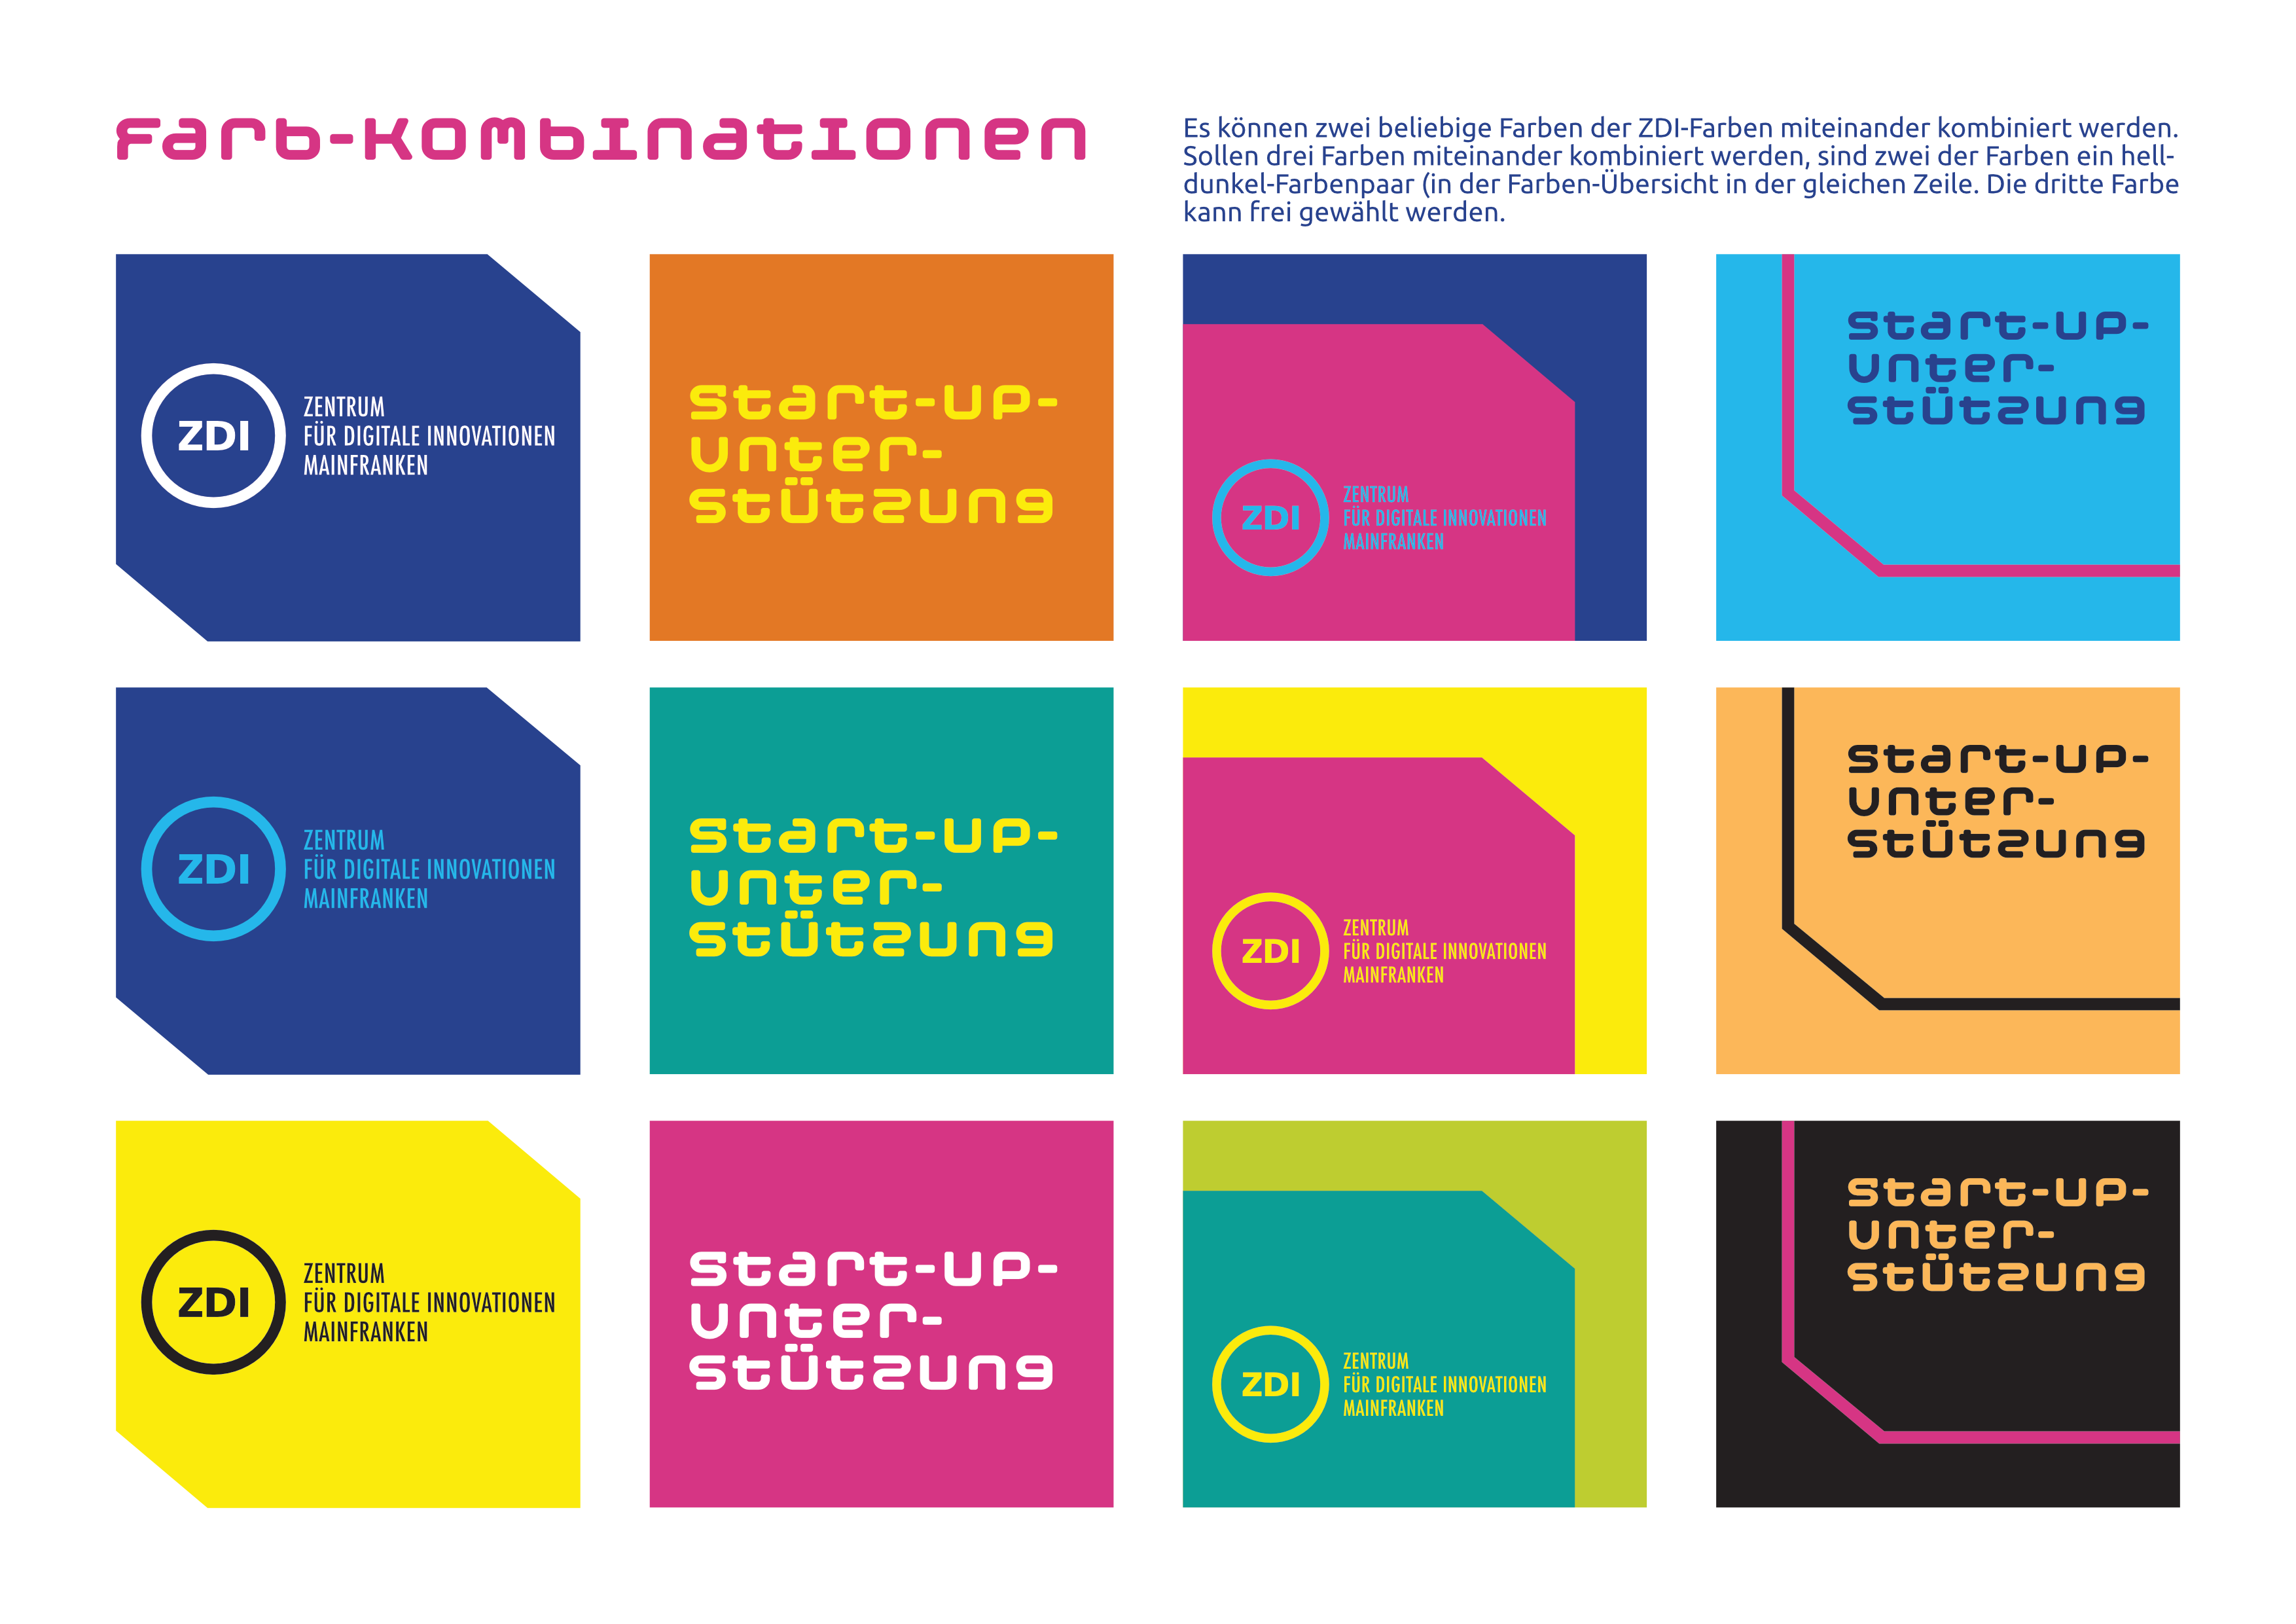 Farb-Kombinationen
Es können zwei beliebige Farben der ZDI-Farben miteinander kombiniert werden.
Sollen drei Farben miteinander kombiniert werden, sind zwei der Farben ein hell-
dunkel-Farbenpaar (in der Farben-Übersicht in der gleichen Zeile. Die dritte Farbe
kann frei gewählt werden.
ZDI
ZENTRUM
FÜR DIGITALE INNOVATIONEN
MAINFRANKEN
Start-Up-
Unter-
stützung
ZDI
ZENTRUM
FÜR DIGITALE INNOVATIONEN
MAINFRANKEN
Start-Up-
Unter-
stützung
ZDI
ZENTRUM
FÜR DIGITALE INNOVATIONEN
MAINFRANKEN
Start-Up-
Unter-
stützung
ZDI
ZENTRUM
FÜR DIGITALE INNOVATIONEN
MAINFRANKEN
Start-Up-
Unter-
stützung
ZDI
ZENTRUM
FÜR DIGITALE INNOVATIONEN
MAINFRANKEN
Start-Up-
Unter-
stützung
ZDI
ZENTRUM
FÜR DIGITALE INNOVATIONEN
MAINFRANKEN
Start-Up-
Unter-
stützung